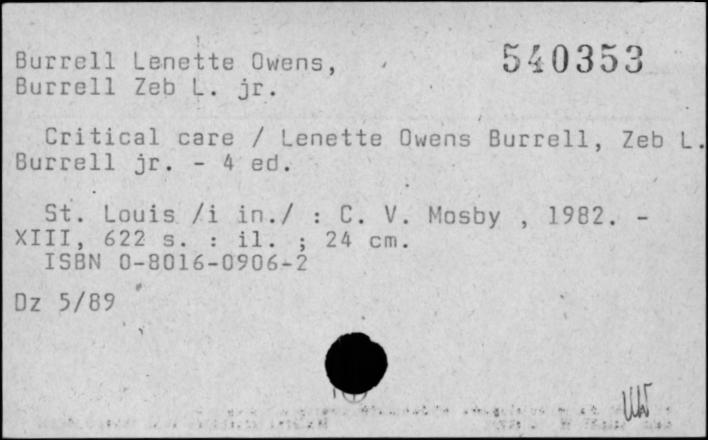 Burrell Lenette Owens, 540353
Burrell Zeb L. jr.
Critical care / Lenette Owens Burrell, Zeb L.
Burrell jr. - 4 ed.
St. Louis /i in./ : C. V. Mosby , 1982. -
XIII, 622 s. : il. ; 24 cm.
ISBN 0-8016-0906-2
Dz 5/89